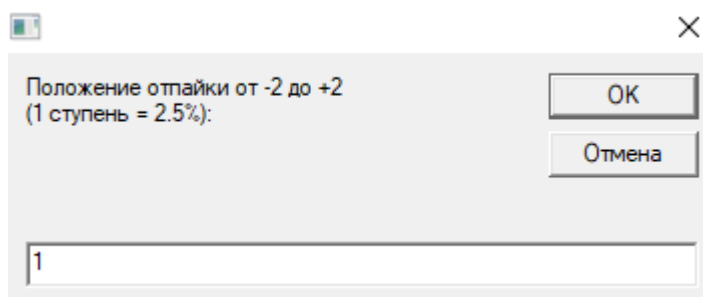 Положение отпайки от -2 до +2
(1 ступень = 2.5%):
OK
Отмена
1